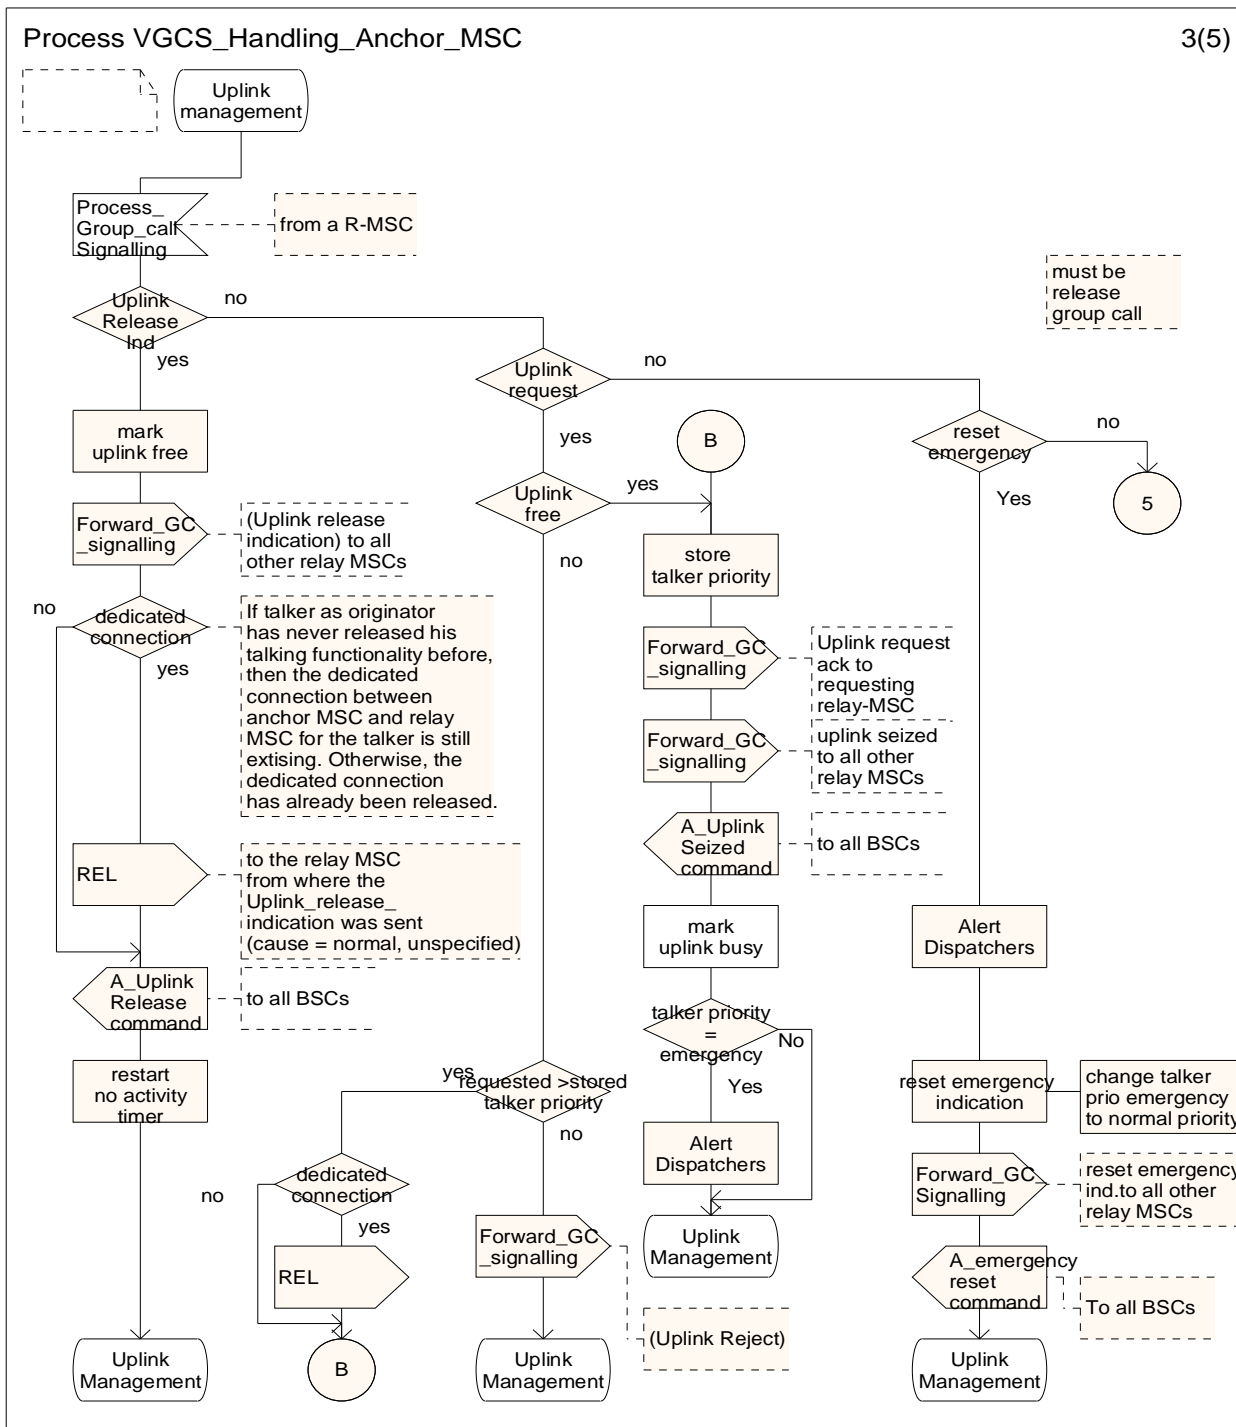 Process VGCS_Handling_Anchor_MSC
3(5)
Uplink
management
Process_
Group_call
Signalling
from a R-MSC
must be
release
group call
Uplink
Release
Ind
no
yes
Uplink
request
no
yes
mark
uplink free
B
reset
emergency
no
Yes
5
Forward_GC
_signalling
(Uplink release
indication) to all
other relay MSCs
Uplink
free
yes
no
store
talker priority
dedicated
connection
no
yes
If talker as originator
has never released his
talking functionality before,
then the dedicated
connection between
anchor MSC and relay
MSC for the talker is still
extising. Otherwise, the
dedicated connection
has already been released.
Forward_GC
_signalling
Uplink request
ack to
requesting
relay-MSC
Forward_GC
_signalling
uplink seized
to all other
relay MSCs
A_Uplink
Seized
command
to all BSCs
REL
to the relay MSC
from where the
Uplink_release_
indication was sent
(cause = normal, unspecified)
mark
uplink busy
Alert
Dispatchers
A_Uplink
Release
command
to all BSCs
talker priority
=
emergency
No
Yes
restart
no activity
timer
yes
requested >stored
talker priority
no
reset emergency
indication
change talker
prio emergency
to normal priority
Alert
Dispatchers
dedicated
connection
no
yes
Forward_GC_
Signalling
reset emergency
ind.to all other
relay MSCs
Forward_GC
_signalling
Uplink
Management
REL
A_emergency
reset
command
To all BSCs
(Uplink Reject)
Uplink
Management
B
Uplink
Management
Uplink
Management